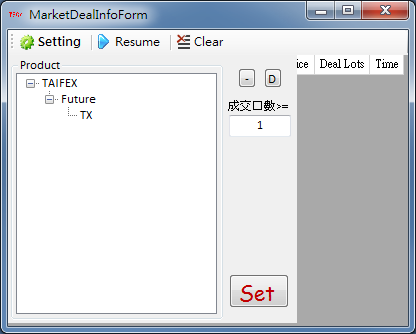 MarketDealInfoForm
Setting Resume Clear
Product
TAIFEX
Future
TX
- D
成交口數>=
1
Set
ice Deal Lots Time